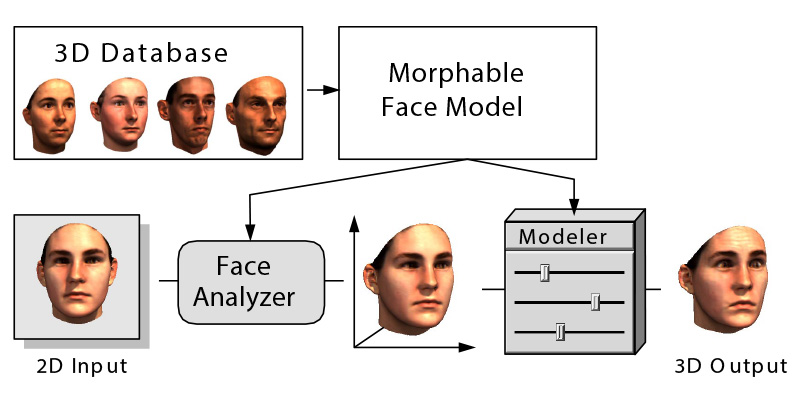 3D Database
Morphable
Face Model
Face
Analyzer
Modeler
2D Input
3D Output